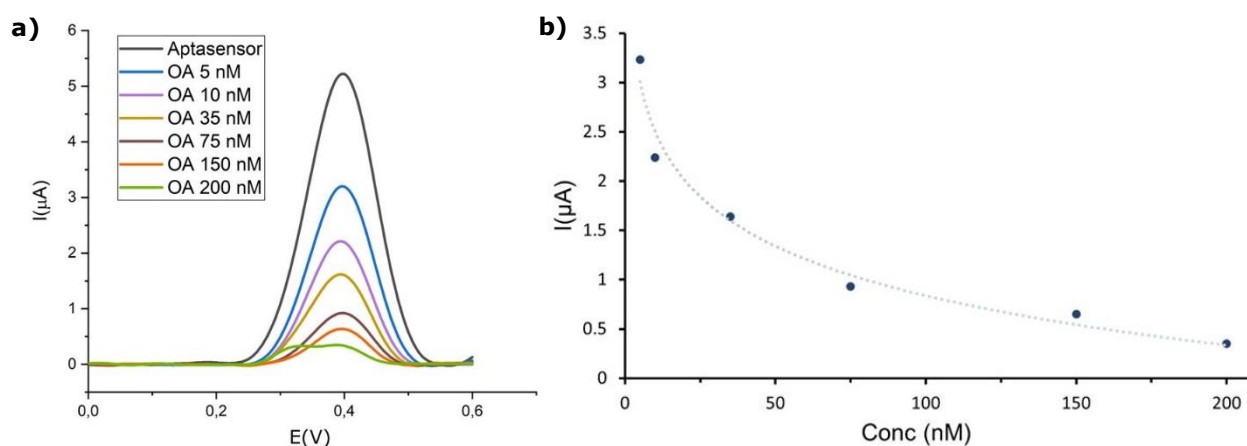 a)
I(µA)
6
5
4
3
2
1
0
0,0
0,2
0,4
0,6
E(V)
Aptasensor
OA 5 nM
OA 10 nM
OA 35 nM
OA 75 nM
OA 150 nM
OA 200 nM
b)
I(µA)
3.5
3
2.5
2
1.5
1
0.5
0
0
50
100
150
200
Conc (nM)